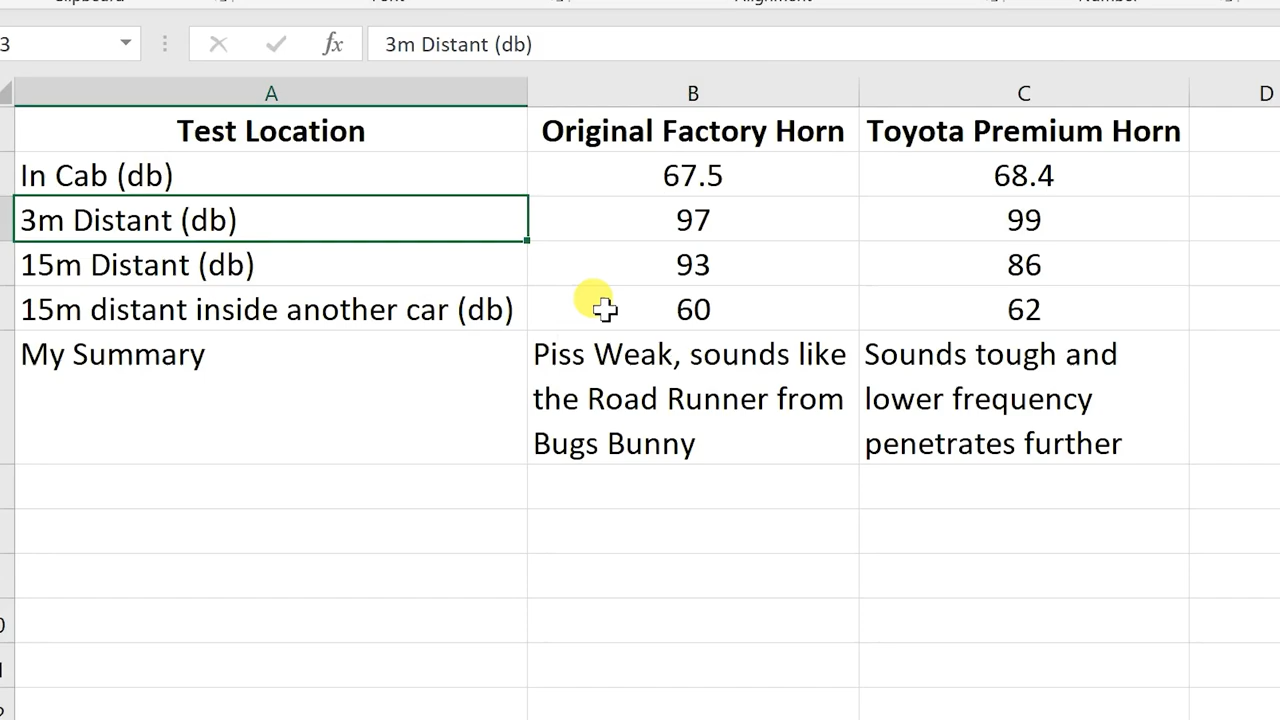 3
fx
3m Distant (db)
A B C D
Test Location Original Factory Horn Toyota Premium Horn
In Cab (db) 67.5 68.4
3m Distant (db) 97 99
15m Distant (db) 93 86
15m distant inside another car (db) 60 62
My Summary Piss Weak, sounds like Sounds tough and
the Road Runner from lower frequency
Bugs Bunny penetrates further